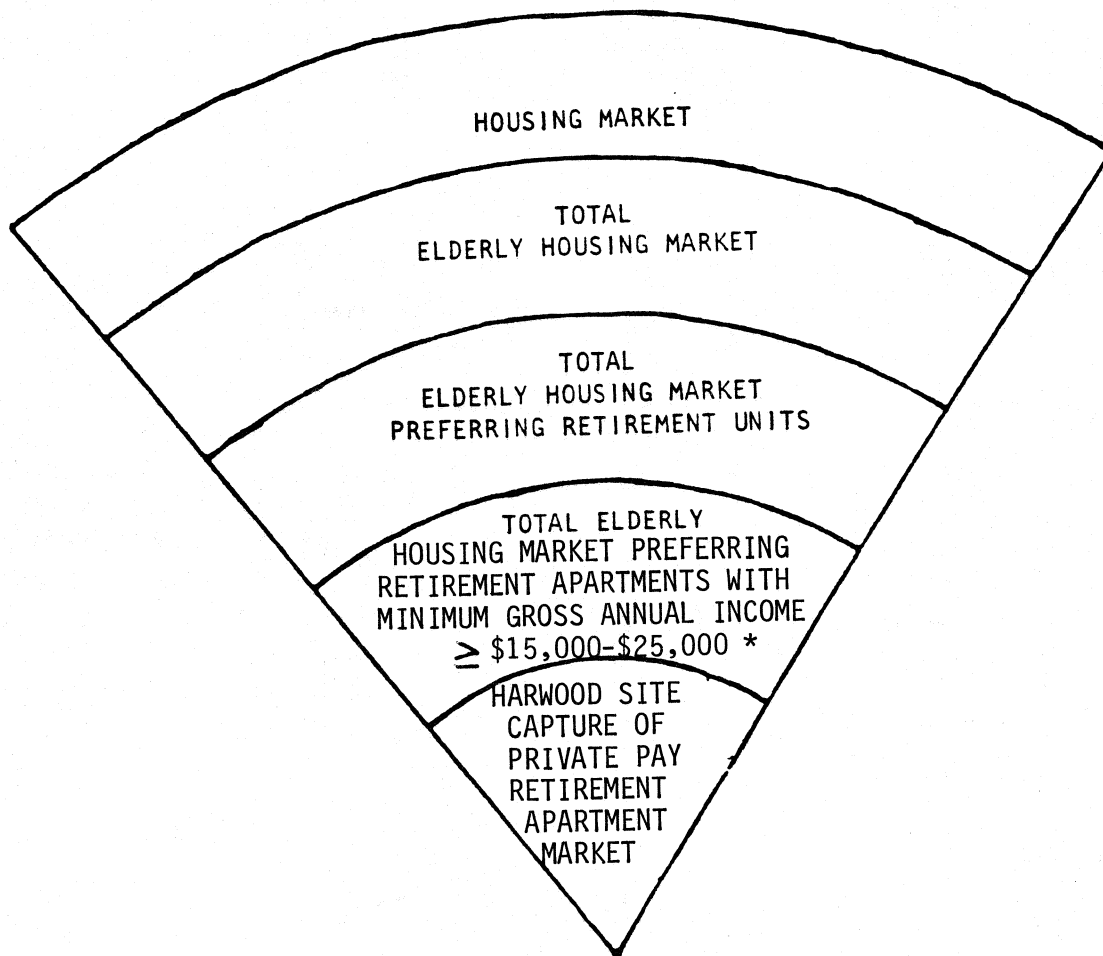 HOUSING MARKET
TOTAL
ELDERLY HOUSING MARKET
TOTAL
ELDERLY HOUSING MARKET
PREFERRING RETIREMENT UNITS
TOTAL ELDERLY
HOUSING MARKET PREFERRING
RETIREMENT APARTMENTS WITH
MINIMUM GROSS ANNUAL INCOME
≥ $15,000-$25,000 *
HARWOOD SITE
CAPTURE OF
PRIVATE PAY
RETIREMENT
APARTMENT
MARKET